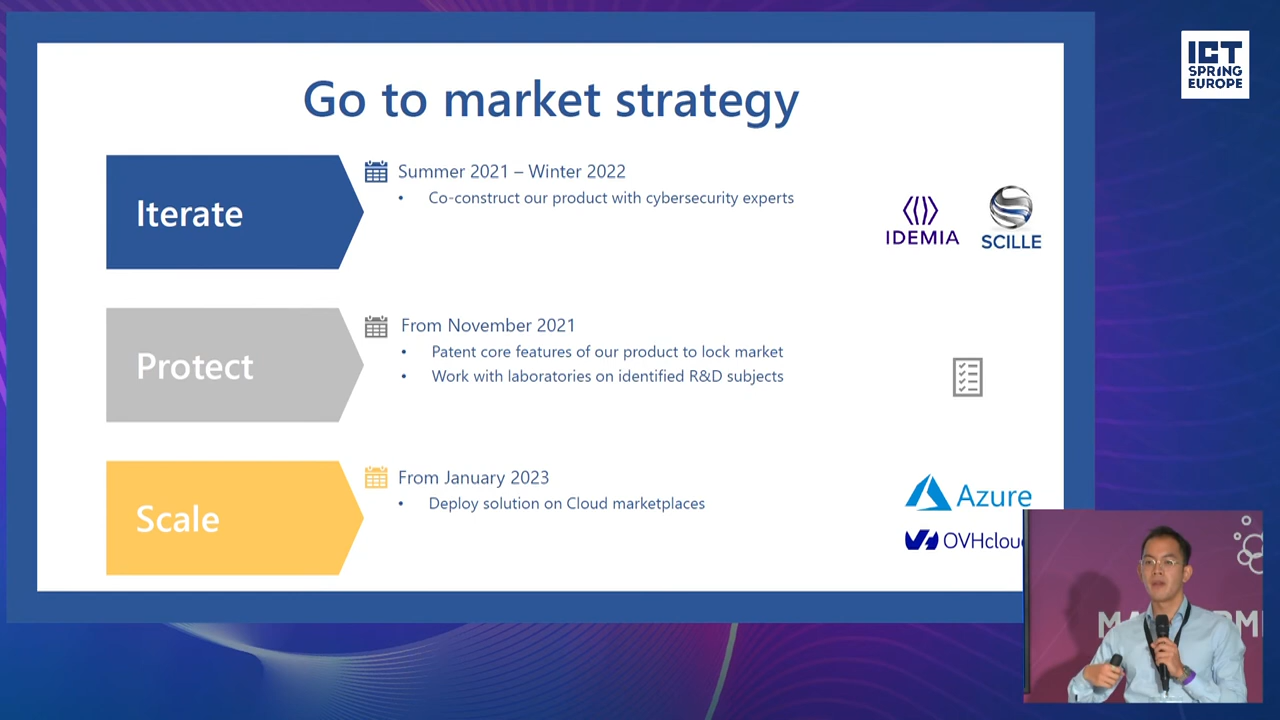 ICT
SPRING
EUROPE
Go to market strategy
Iterate
Summer 2021 – Winter 2022
• Co-construct our product with cybersecurity experts
IDEMIA
SCILLE
Protect
From November 2021
• Patent core features of our product to lock market
• Work with laboratories on identified R&D subjects
Scale
From January 2023
• Deploy solution on Cloud marketplaces
Azure
OVHclou